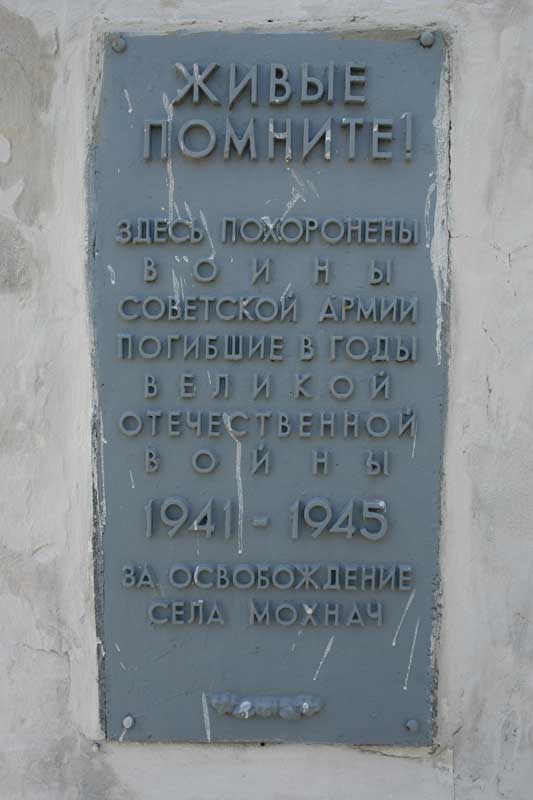 ЖИВЫЕ
ПОМНИТЕ!
ЗДЕСЬ ПОХОРОНЕНЫ
ВОИНЫ
СОВЕТСКОЙ АРМИИ
ПОГИБШИЕ В ГОДЫ
ВЕЛИКОЙ
ОТЕЧЕСТВЕННОЙ
ВОЙНЫ
1941 - 1945
ЗА ОСВОБОЖДЕНИЕ
СЕЛА МОХНАЧ